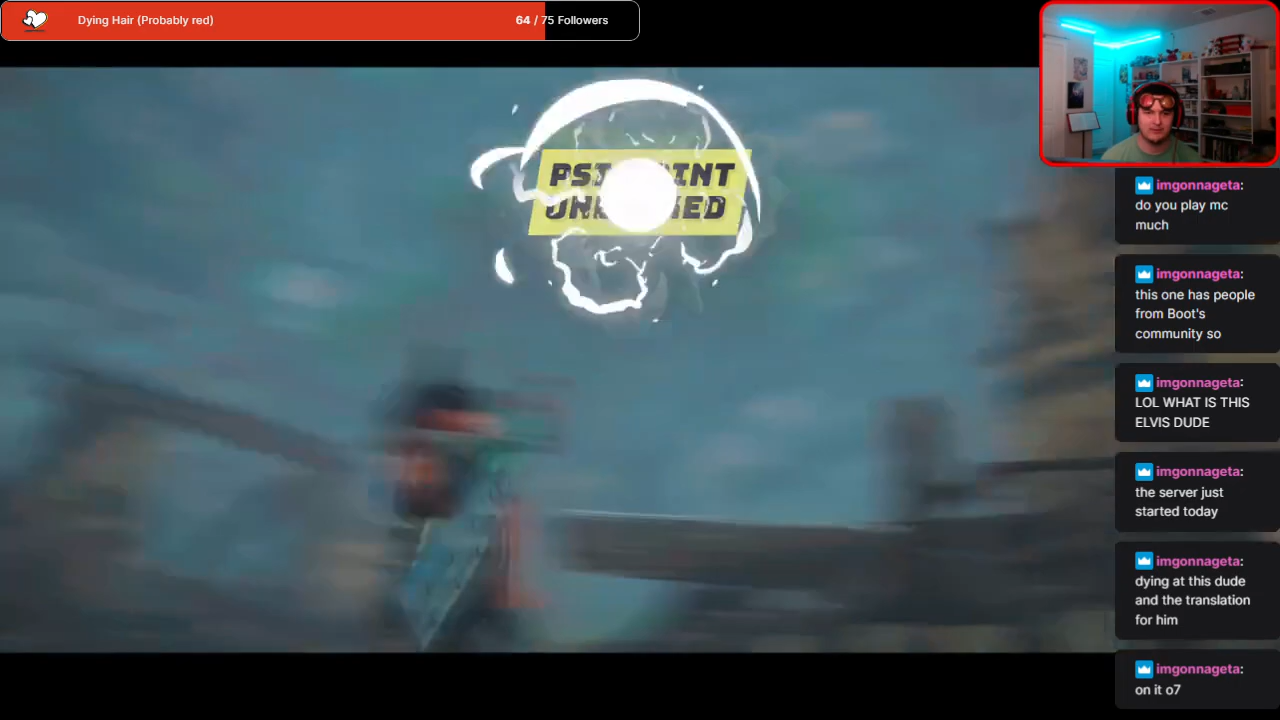 Dying Hair (Probably red)
64 / 75 Followers
imgonnageta:
do you play mc
much
imgonnageta:
this one has people
from Boot's
community so
imgonnageta:
LOL WHAT IS THIS
ELVIS DUDE
imgonnageta:
the server just
started today
imgonnageta:
dying at this dude
and the translation
for him
imgonnageta:
on it o7